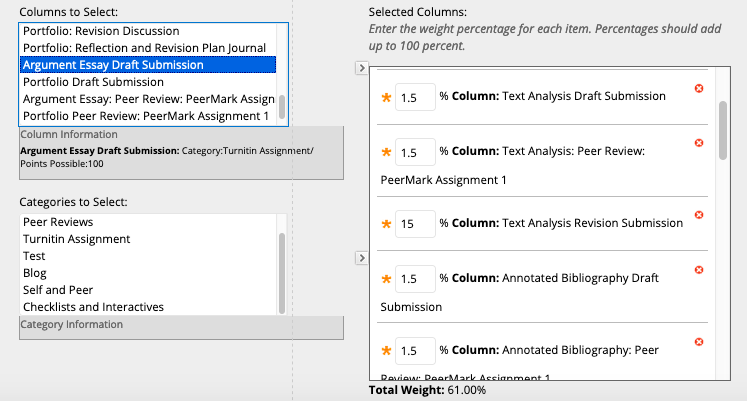 Columns to Select:
Portfolio: Revision Discussion
Portfolio: Reflection and Revision Plan Journal
Argument Essay Draft Submission
Portfolio Draft Submission
Argument Essay: Peer Review: PeerMark Assign
Portfolio Peer Review: PeerMark Assignment 1
Column Information
Argument Essay Draft Submission: Category:Turnitin Assignment/
Points Possible:100
Categories to Select:
Peer Reviews
Turnitin Assignment
Test
Blog
Self and Peer
Checklists and Interactives
Category Information
Selected Columns:
Enter the weight percentage for each item. Percentages should add
up to 100 percent.
1.5 % Column: Text Analysis Draft Submission
1.5 % Column: Text Analysis: Peer Review:
PeerMark Assignment 1
15 % Column: Text Analysis Revision Submission
1.5 % Column: Annotated Bibliography Draft
Submission
1.5 % Column: Annotated Bibliography: Peer
Review: PeerMark Assignment 1
Total Weight: 61.00%